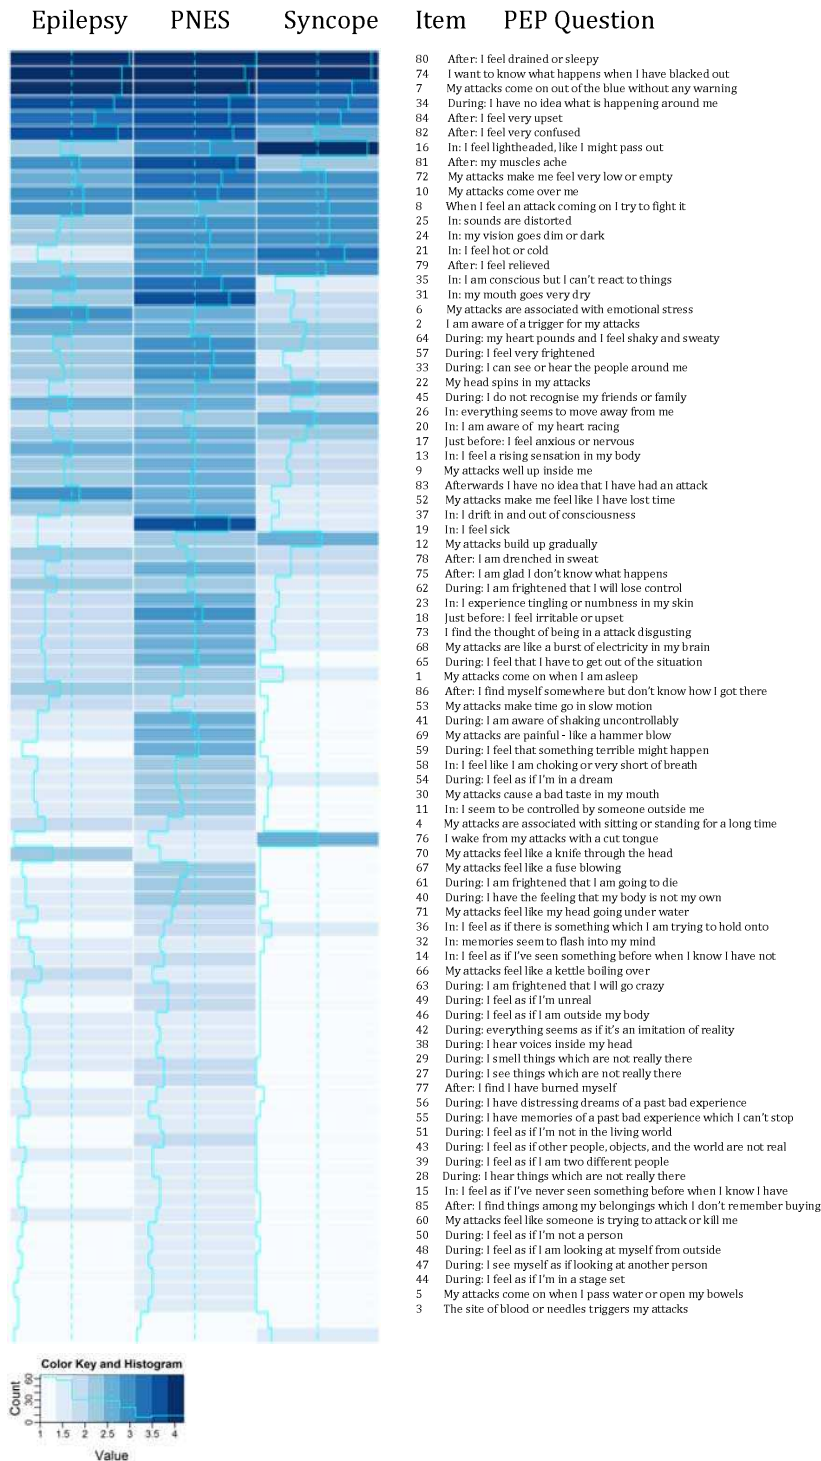 Epilepsy PNES Syncope Item PEP Question
80 After: I feel drained or sleepy
74 I want to know what happens when I have blacked out
7 My attacks come on out of the blue without any warning
34 During: I have no idea what is happening around me
84 After: I feel very upset
82 After: I feel very confused
16 In: I feel lightheaded, like I might pass out
81 After: my muscles ache
72 My attacks make me feel very low or empty
10 My attacks come over me
8 When I feel an attack coming on I try to fight it
25 In: sounds are distorted
24 In: my vision goes dim or dark
21 In: I feel hot or cold
79 After: I feel relieved
35 In: I am conscious but I can't react to things
31 In: my mouth goes very dry
6 My attacks are associated with emotional stress
2 I am aware of a trigger for my attacks
64 During: my heart pounds and I feel shaky and sweaty
57 During: I feel very frightened
33 During: I can see or hear the people around me
22 My head spins in my attacks
45 During: I do not recognise my friends or family
26 In: everything seems to move away from me
20 In: I am aware of my heart racing
17 Just before: I feel anxious or nervous
13 In: I feel a rising sensation in my body
9 My attacks well up inside me
83 Afterwards I have no idea that I have had an attack
52 My attacks make me feel like I have lost time
37 In: I drift in and out of consciousness
19 In: I feel sick
12 My attacks build up gradually
78 After: I am drenched in sweat
75 After: I am glad I don't know what happens
62 During: I am frightened that I will lose control
23 In: I experience tingling or numbness in my skin
18 Just before: I feel irritable or upset
73 I find the thought of being in a attack disgusting
68 My attacks are like a burst of electricity in my brain
65 During: I feel that I have to get out of the situation
1 My attacks come on when I am asleep
86 After: I find myself somewhere but don't know how I got there
53 My attacks make time go in slow motion
41 During: I am aware of shaking uncontrollably
69 My attacks are painful - like a hammer blow
59 During: I feel that something terrible might happen
58 In: I feel like I am choking or very short of breath
54 During: I feel as if I'm in a dream
30 My attacks cause a bad taste in my mouth
11 In: I seem to be controlled by someone outside me
4 My attacks are associated with sitting or standing for a long time
76 I wake from my attacks with a cut tongue
70 My attacks feel like a knife through the head
67 My attacks feel like a fuse blowing
61 During: I am frightened that I am going to die
40 During: I have the feeling that my body is not my own
71 My attacks feel like my head going under water
36 In: I feel as if there is something which I am trying to hold onto
32 In: memories seem to flash into my mind
14 In: I feel as if I've seen something before when I know I have not
66 My attacks feel like a kettle boiling over
63 During: I am frightened that I will go crazy
49 During: I feel as if I'm unreal
46 During: I feel as if I am outside my body
42 During: everything seems as if it's an imitation of reality
38 During: I hear voices inside my head
29 During: I smell things which are not really there
27 During: I see things which are not really there
77 After: I find I have burned myself
56 During: I have distressing dreams of a past bad experience
55 During: I have memories of a past bad experience which I can't stop
51 During: I feel as if I'm not in the living world
43 During: I feel as if other people, objects, and the world are not real
39 During: I feel as if I am two different people
28 During: I hear things which are not really there
15 In: I feel as if I've never seen something before when I know I have
85 After: I find things among my belongings which I don't remember buying
60 My attacks feel like someone is trying to attack or kill me
50 During: I feel as if I'm not a person
48 During: I feel as if I am looking at myself from outside
47 During: I see myself as if looking at another person
44 During: I feel as if I'm in a stage set
5 My attacks come on when I pass water or open my bowels
3 The site of blood or needles triggers my attacks
Color Key and Histogram
Count
0 30 60
1 1.5 2 2.5 3 3.5 4
Value